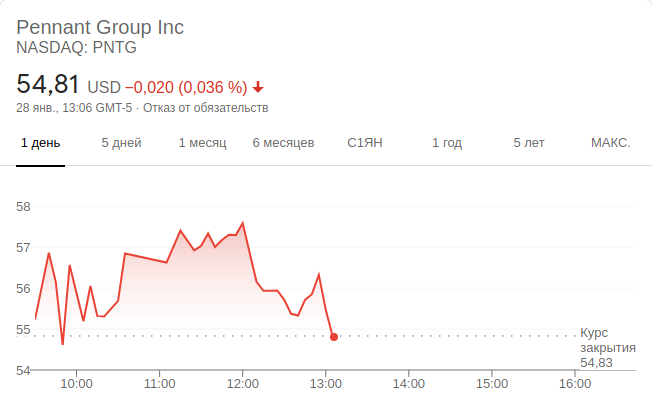 Pennant Group Inc
NASDAQ: PNTG
54,81 USD −0,020 (0,036 %)
28 янв., 13:06 GMT-5 · Отказ от обязательств
1 день 5 дней 1 месяц 6 месяцев С1ЯН 1 год 5 лет МАКС.
58
57
56
55
54
Курс
закрытия
54,83
10:00 11:00 12:00 13:00 14:00 15:00 16:00